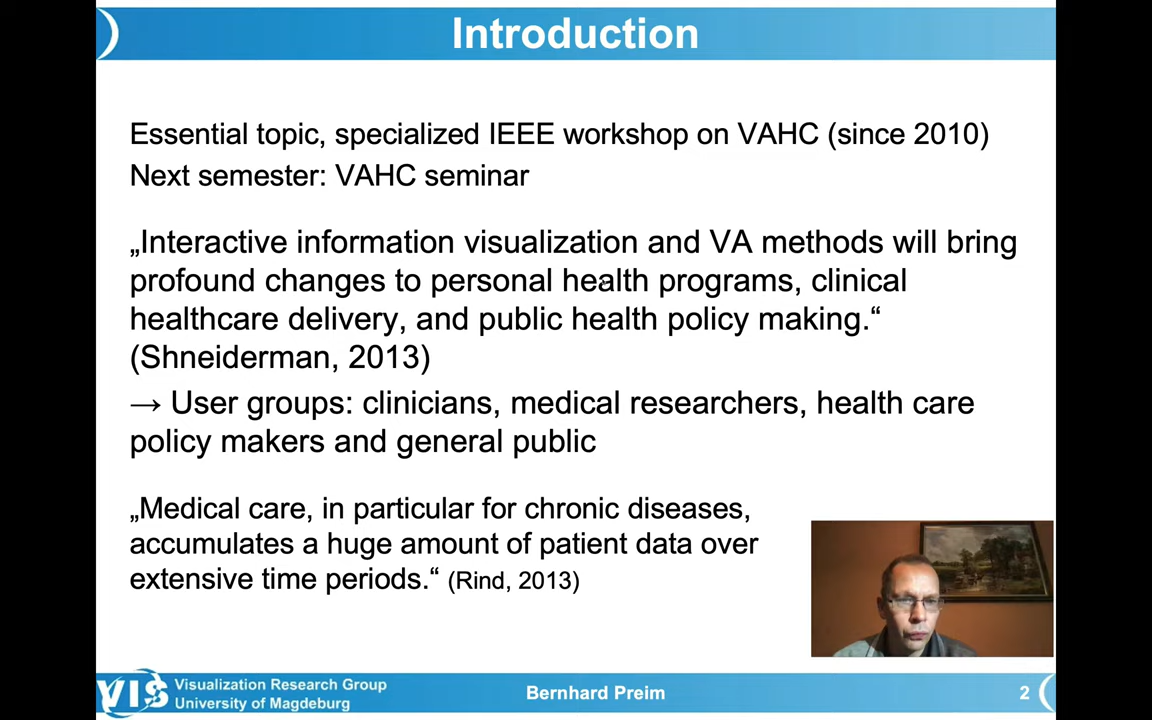 Introduction
Essential topic, specialized IEEE workshop on VAHC (since 2010)
Next semester: VAHC seminar
„Interactive information visualization and VA methods will bring
profound changes to personal health programs, clinical
healthcare delivery, and public health policy making.“
(Shneiderman, 2013)
→ User groups: clinicians, medical researchers, health care
policy makers and general public
„Medical care, in particular for chronic diseases,
accumulates a huge amount of patient data over
extensive time periods.“ (Rind, 2013)
VIS
Visualization Research Group
University of Magdeburg
Bernhard Preim
2